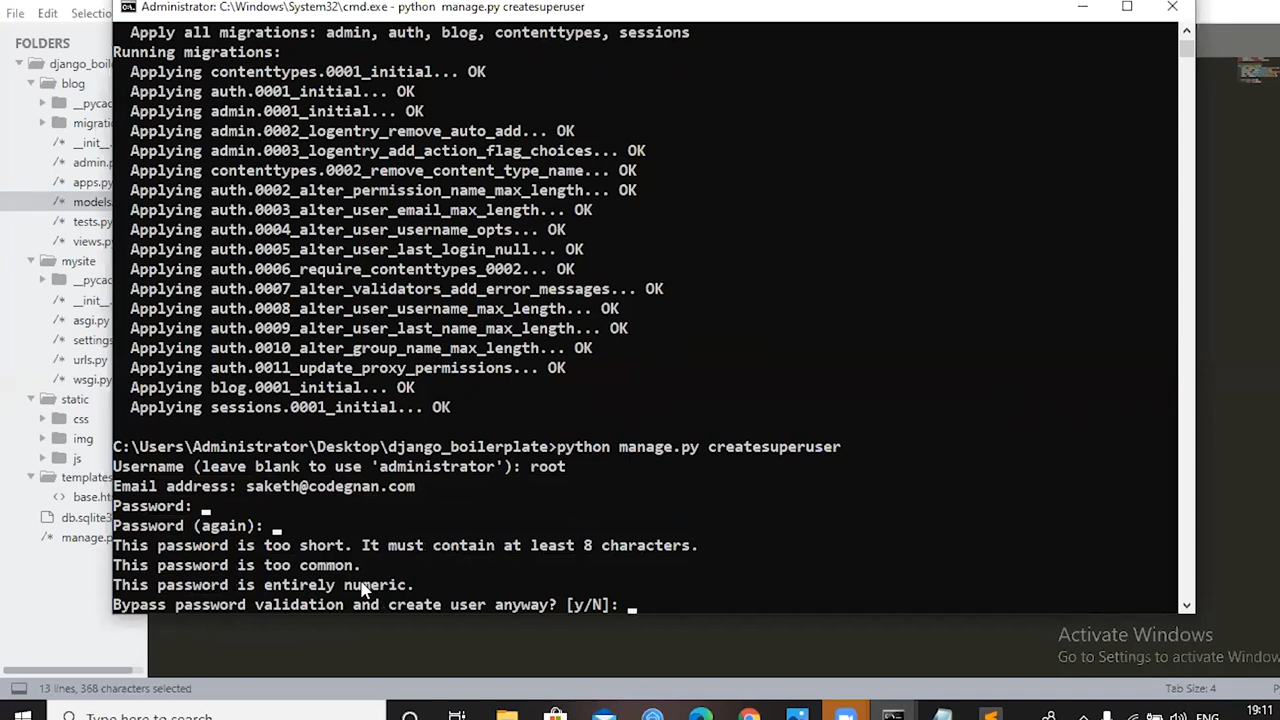 File Edit Selectio
Administrator: C:\Windows\System32\cmd.exe - python manage.py createsuperuser
FOLDERS
django_boile
blog
__pycac
migratio
__init__.
admin.p
apps.py
models.
tests.py
views.py
mysite
__pycac
__init__.
asgi.py
settings
urls.py
wsgi.py
static
css
img
js
templates
base.ht
db.sqlite3
manage.p
Apply all migrations: admin, auth, blog, contenttypes, sessions
Running migrations:
Applying contenttypes.0001_initial... OK
Applying auth.0001_initial... OK
Applying admin.0001_initial... OK
Applying admin.0002_logentry_remove_auto_add... OK
Applying admin.0003_logentry_add_action_flag_choices... OK
Applying contenttypes.0002_remove_content_type_name... OK
Applying auth.0002_alter_permission_name_max_length... OK
Applying auth.0003_alter_user_email_max_length... OK
Applying auth.0004_alter_user_username_opts... OK
Applying auth.0005_alter_user_last_login_null... OK
Applying auth.0006_require_contenttypes_0002... OK
Applying auth.0007_alter_validators_add_error_messages... OK
Applying auth.0008_alter_user_username_max_length... OK
Applying auth.0009_alter_user_last_name_max_length... OK
Applying auth.0010_alter_group_name_max_length... OK
Applying auth.0011_update_proxy_permissions... OK
Applying blog.0001_initial... OK
Applying sessions.0001_initial... OK
C:\Users\Administrator\Desktop\django_boilerplate>python manage.py createsuperuser
Username (leave blank to use 'administrator'): root
Email address: saketh@codegnan.com
Password:
Password (again):
This password is too short. It must contain at least 8 characters.
This password is too common.
This password is entirely numeric.
Bypass password validation and create user anyway? [y/N]:
Activate Windows
Go to Settings to activate Window
13 lines, 368 characters selected
Tab Size: 4
Type here to search
ENG
19:11